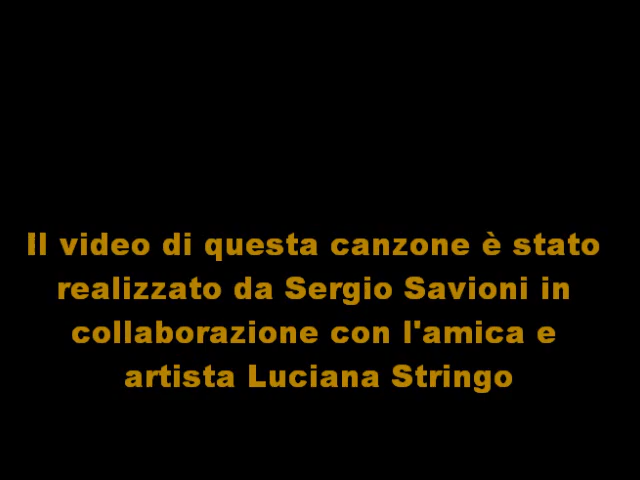 Il video di questa canzone è stato
realizzato da Sergio Savioni in
collaborazione con l'amica e
artista Luciana Stringo